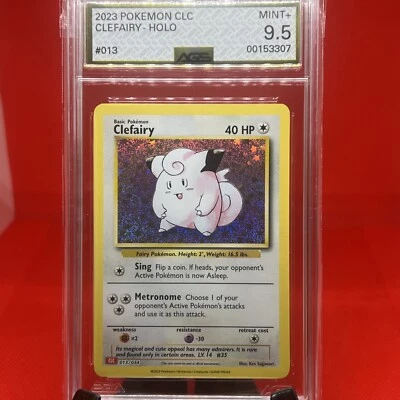 2023 POKEMON CLC
CLEFAIRY- HOLO
#013
MINT+
9.5
00153307
AGS
Basic Pokémon
Clefairy 40 HP
Fairy Pokémon. Height: 2', Weight: 16.5 lbs.
Sing Flip a coin. If heads, your opponent's
Active Pokémon is now Asleep.
Metronome Choose 1 of your
opponent's Active Pokémon's attacks
and use it as this attack.
weakness resistance retreat cost
×2 -30
Its magical and cute appeal has many admirers. It is rare
and found only in certain areas. LV. 14 #35
013/034